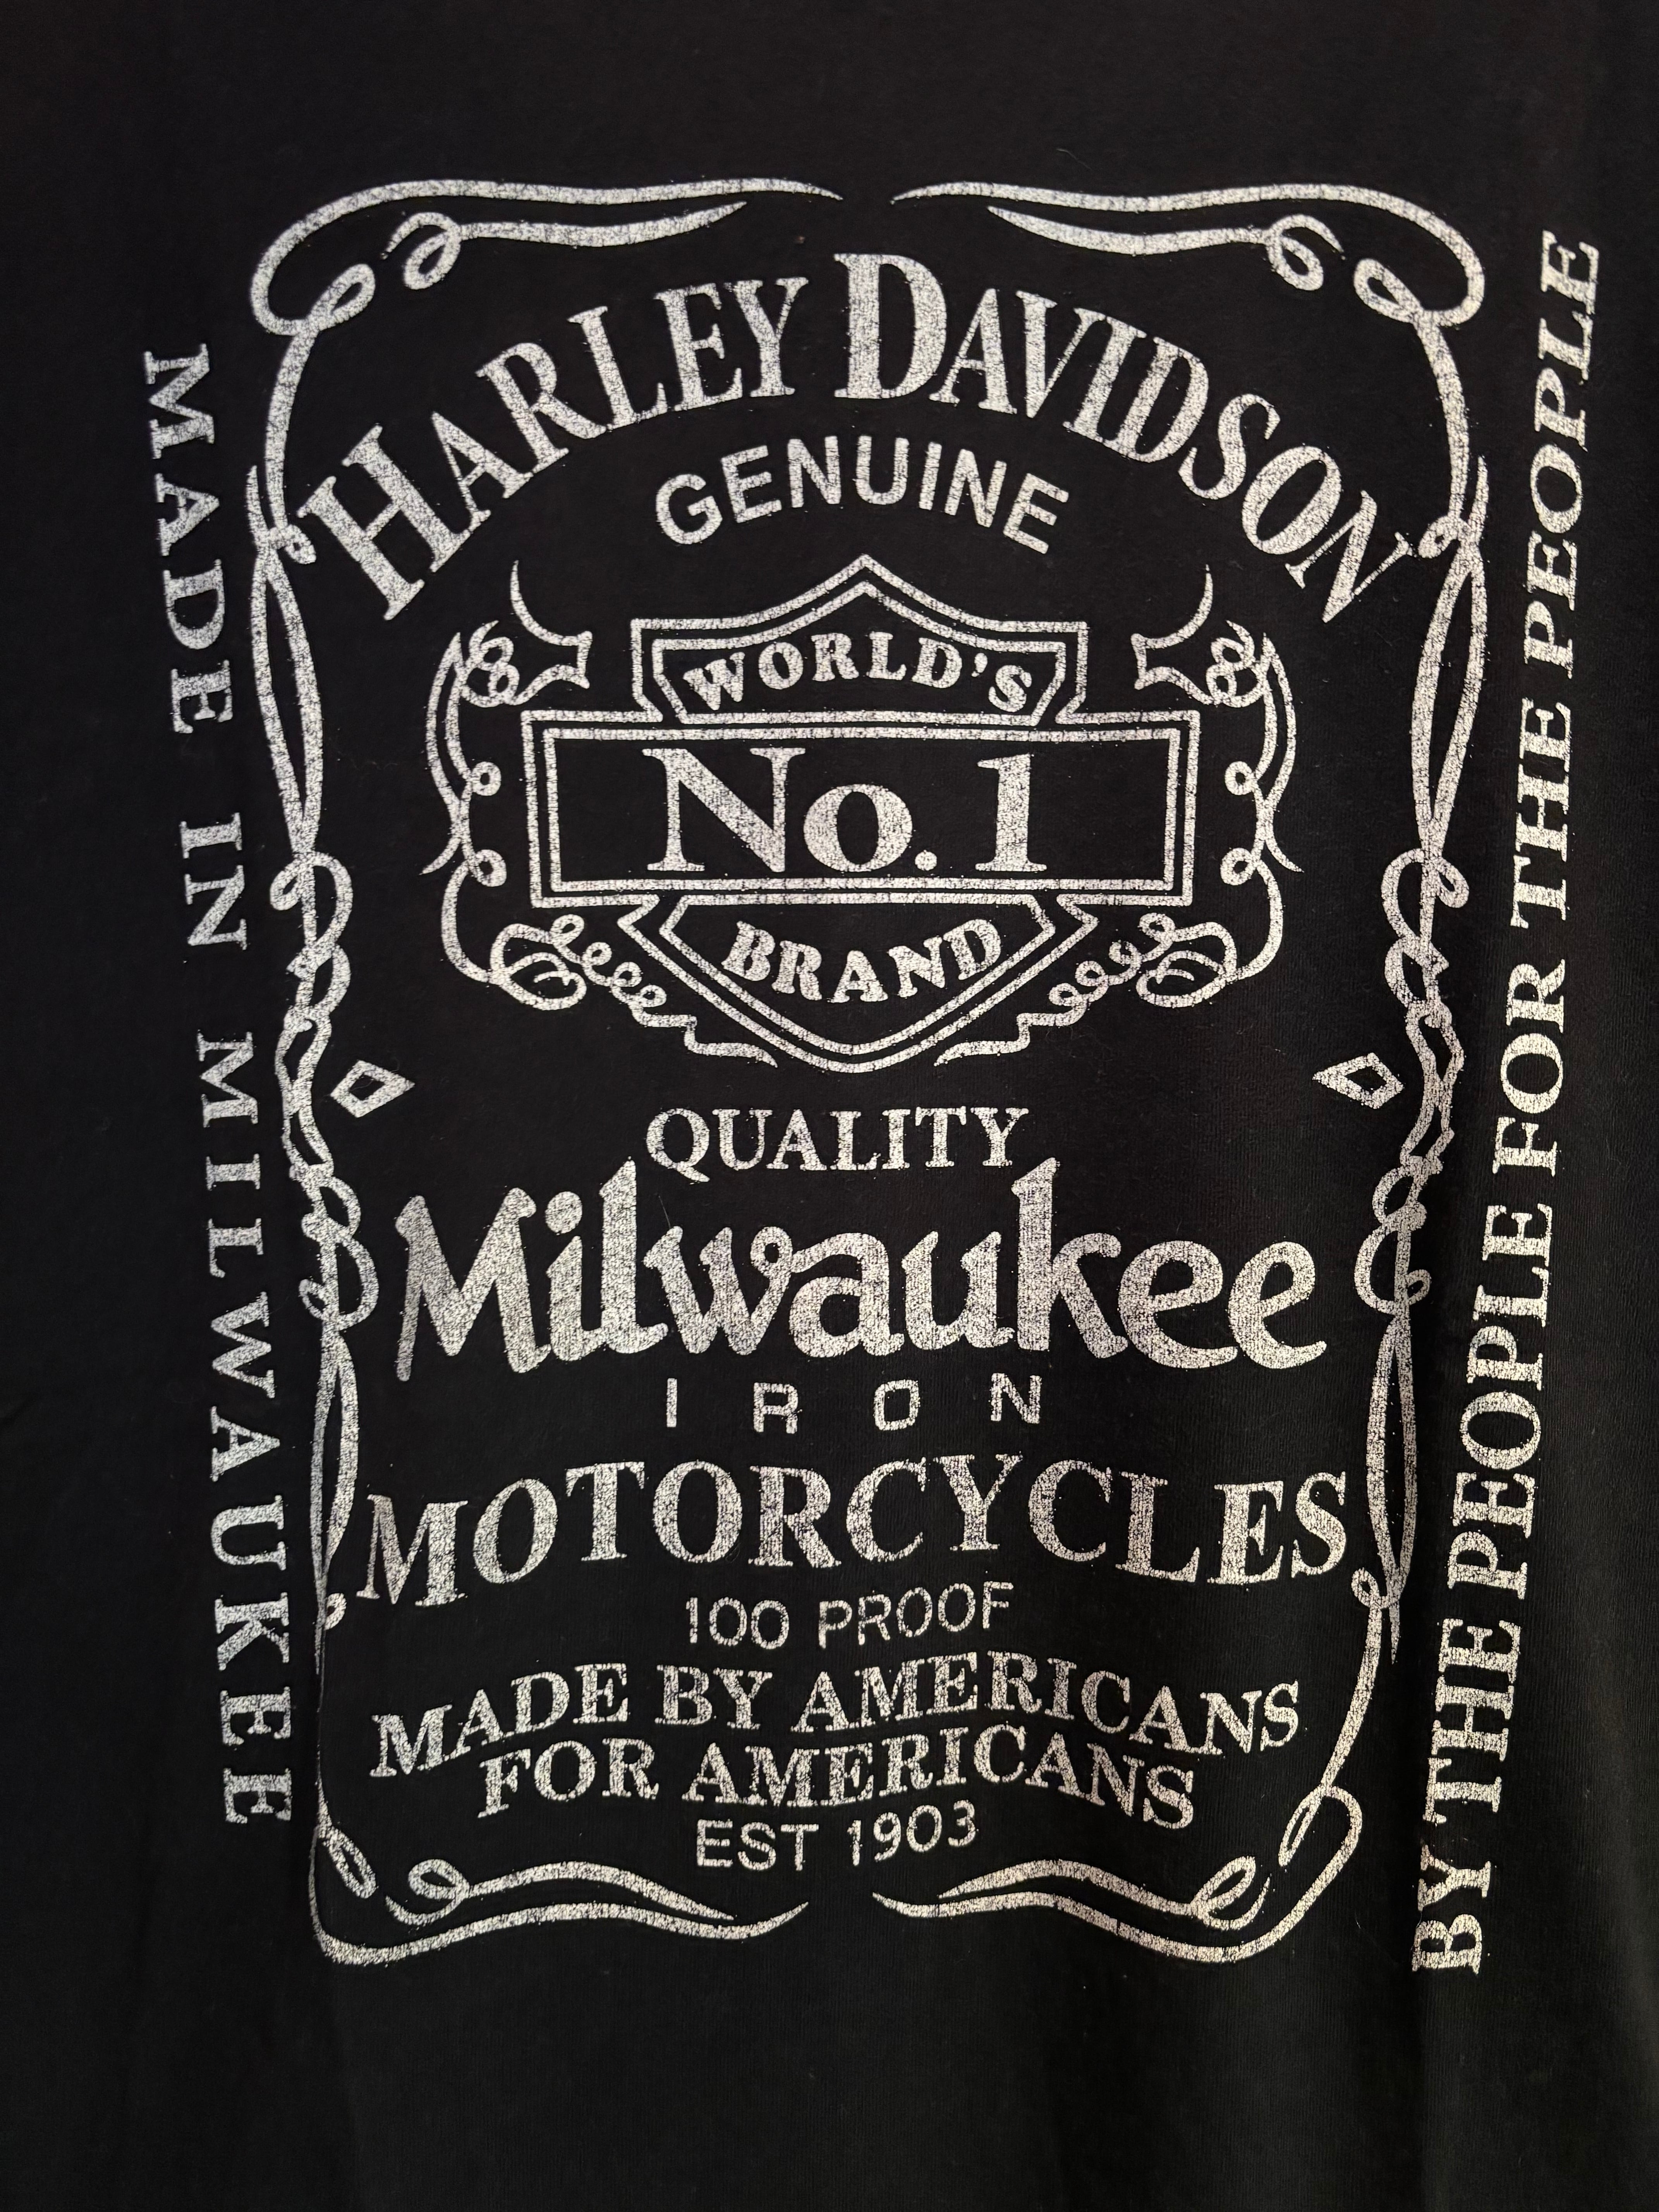 HARLEY DAVIDSON
GENUINE
WORLD'S
No.1
BRAND
QUALITY
Milwaukee
IRON
MOTORCYCLES
100 PROOF
MADE BY AMERICANS
FOR AMERICANS
EST 1903
MADE IN MILWAUKEE
BY THE PEOPLE FOR THE PEOPLE